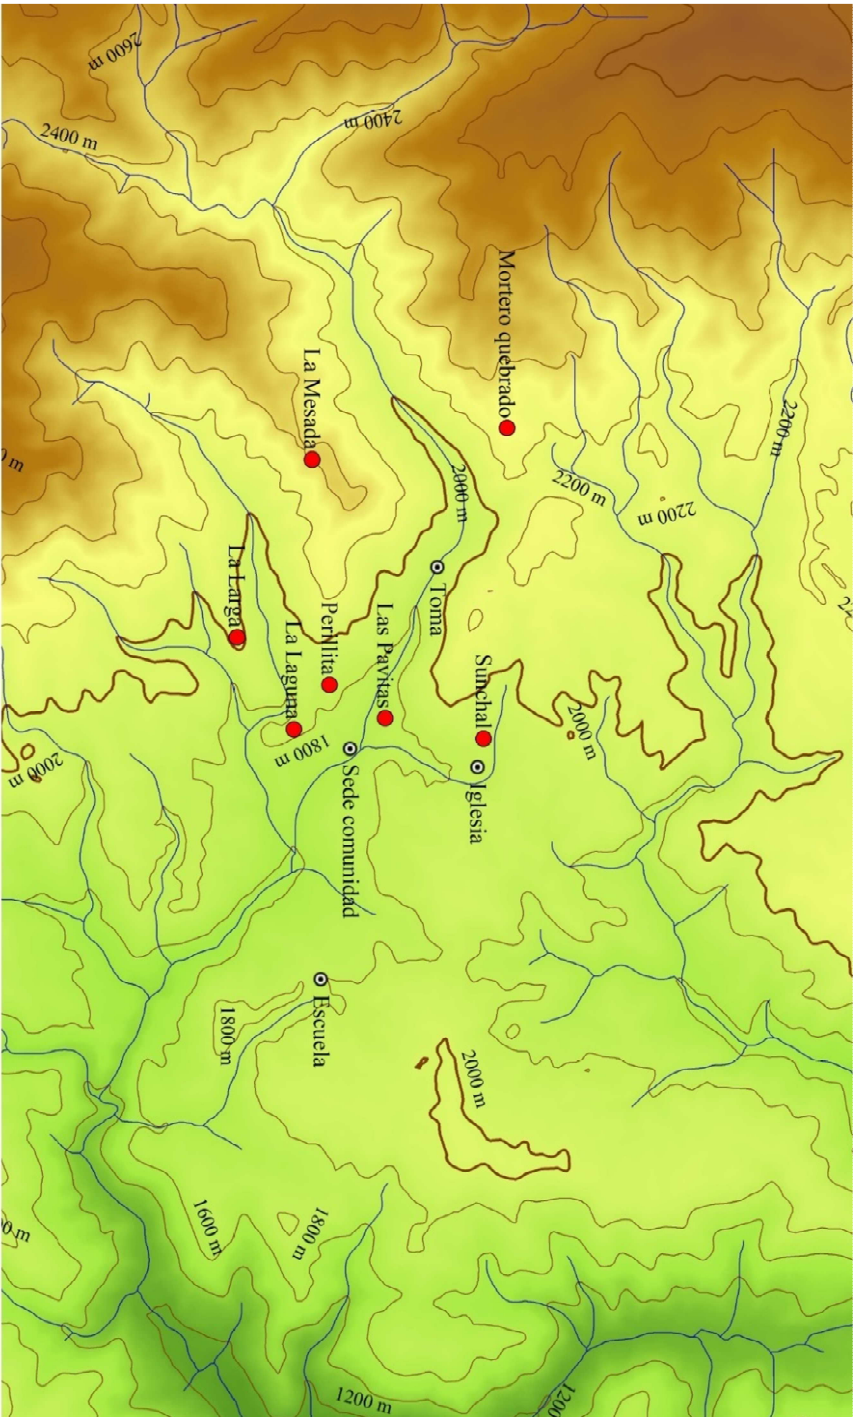 2600 m
2400 m
2400 m
Mortero quebrado
La Mesada
2200 m
2200 m
2200 m
2000 m
La Larga
Toma
Perillita
Las Pavitas
La Laguna
Sunchal
2000 m
1800 m
2000 m
Iglesia
Sede comunidad
Escuela
1800 m
2000 m
1600 m
1800 m
1200 m